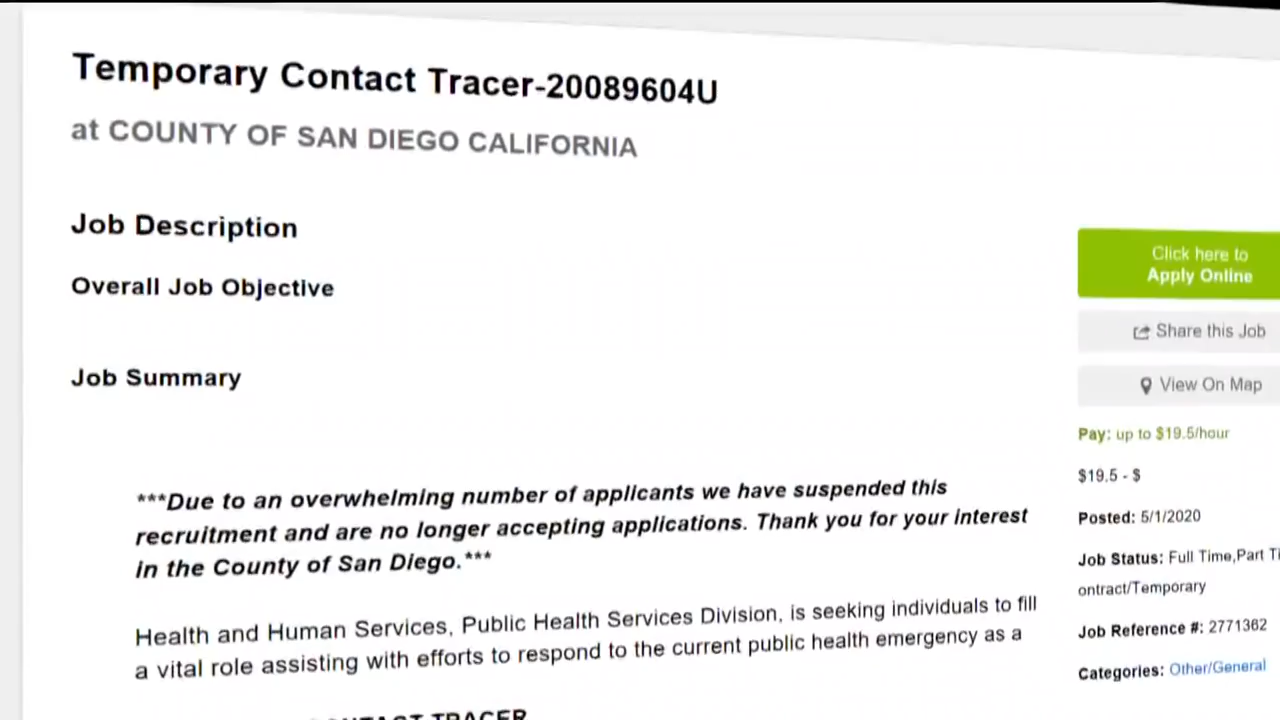 Temporary Contact Tracer-20089604U
at COUNTY OF SAN DIEGO CALIFORNIA
Job Description
Overall Job Objective
Job Summary
***Due to an overwhelming number of applicants we have suspended this
recruitment and are no longer accepting applications. Thank you for your interest
in the County of San Diego.***
Health and Human Services, Public Health Services Division, is seeking individuals to fill
a vital role assisting with efforts to respond to the current public health emergency as a
TRACER
Click here to
Apply Online
Share this Job
View On Map
Pay: up to $19.5/hour
$19.5 - $
Posted: 5/1/2020
Job Status: Full Time,Part Ti
ontract/Temporary
Job Reference #: 2771362
Categories: Other/General